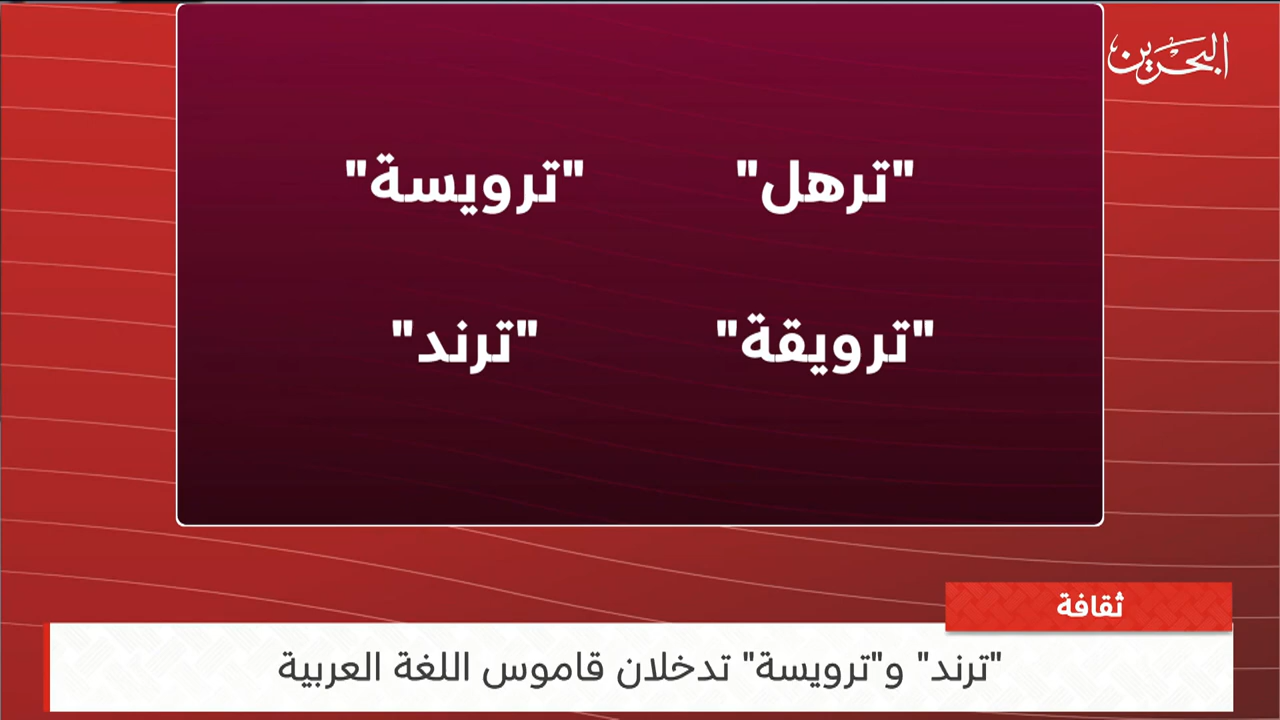 البحرين
"ترهل" "ترويسة"
"ترويقة" "ترند"
ثقافة
"ترند" و"ترويسة" تدخلان قاموس اللغة العربية